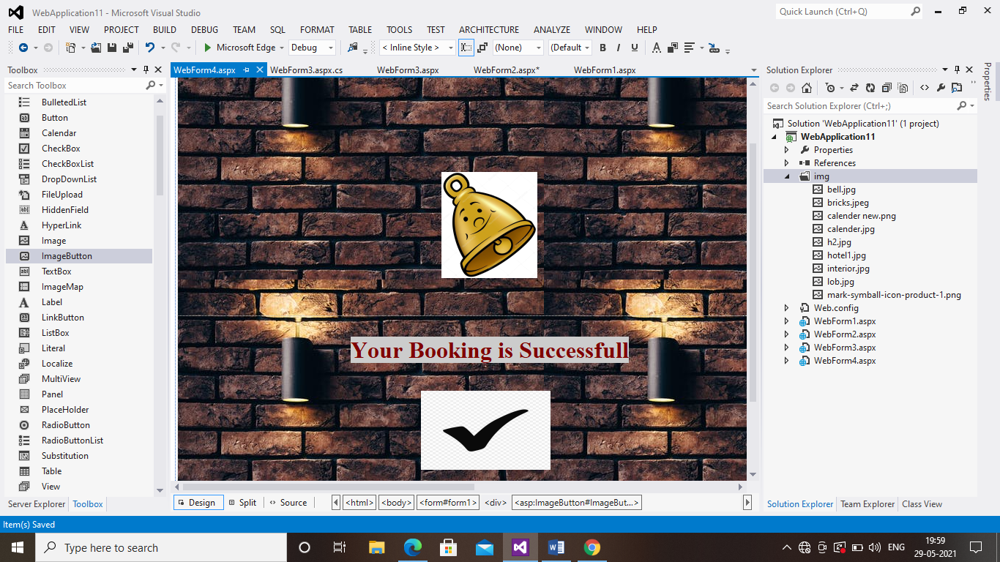 WebApplication11 - Microsoft Visual Studio
Quick Launch (Ctrl+Q)
FILE EDIT VIEW PROJECT BUILD DEBUG TEAM SQL FORMAT TABLE TOOLS TEST ARCHITECTURE ANALYZE WINDOW HELP
Microsoft Edge Debug < Inline Style > (None) (Default B I U A
Toolbox
WebForm4.aspx WebForm3.aspx.cs WebForm3.aspx WebForm2.aspx* WebForm1.aspx
Solution Explorer
Properties
Search Toolbox
BulletedList
Button
Calendar
CheckBox
CheckBoxList
DropDownList
FileUpload
HiddenField
HyperLink
Image
ImageButton
TextBox
ImageMap
Label
LinkButton
ListBox
Literal
Localize
MultiView
Panel
PlaceHolder
RadioButton
RadioButtonList
Substitution
Table
View
Server Explorer Toolbox
Your Booking is Successfull
Design Split Source <html> <body> <form#form1> <div> <asp:ImageButton#ImageBut...>
Search Solution Explorer (Ctrl+;)
Solution 'WebApplication11' (1 project)
WebApplication11
Properties
References
img
bell.jpg
bricks.jpeg
calender new.png
calender.jpg
h2.jpg
hotel1.jpg
interior.jpg
lob.jpg
mark-symball-icon-product-1.png
Web.config
WebForm1.aspx
WebForm2.aspx
WebForm3.aspx
WebForm4.aspx
Solution Explorer Team Explorer Class View
Item(s) Saved
Type here to search
ENG
19:59
29-05-2021